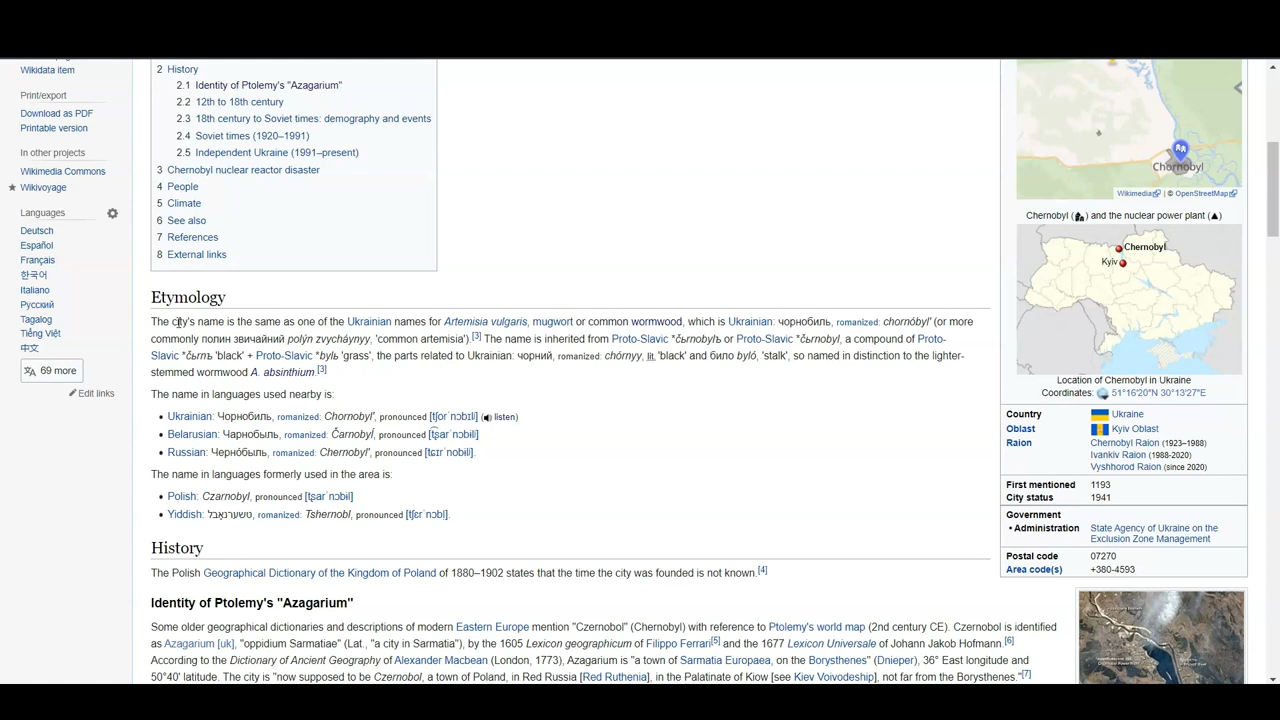 Wikidata item
Print/export
Download as PDF
Printable version
In other projects
Wikimedia Commons
Wikivoyage
Languages
Deutsch
Español
Français
한국어
Italiano
Русский
Tagalog
Tiếng Việt
中文
69 more
Edit links
2 History
2.1 Identity of Ptolemy's "Azagarium"
2.2 12th to 18th century
2.3 18th century to Soviet times: demography and events
2.4 Soviet times (1920–1991)
2.5 Independent Ukraine (1991–present)
3 Chernobyl nuclear reactor disaster
4 People
5 Climate
6 See also
7 References
8 External links
Etymology
The city's name is the same as one of the Ukrainian names for Artemisia vulgaris, mugwort or common wormwood, which is Ukrainian: чорнобиль, romanized: chornóbyl' (or more
commonly полин звичайний polýn zvycháynyy, 'common artemisia').[3] The name is inherited from Proto-Slavic *čьrnobylъ or Proto-Slavic *čьrnobyl, a compound of Proto-
Slavic *čьrnъ 'black' + Proto-Slavic *bylь 'grass', the parts related to Ukrainian: чорний, romanized: chórnyy, lit. 'black' and било byló, 'stalk', so named in distinction to the lighter-
stemmed wormwood A. absinthium.[3]
The name in languages used nearby is:
• Ukrainian: Чорнобиль, romanized: Chornobyl', pronounced [tʃorˈnɔbɪlʲ] (listen)
• Belarusian: Чарнобыль, romanized: Čarnobyĺ, pronounced [t͡ʂarˈnɔbɨlʲ]
• Russian: Черно́быль, romanized: Chernobyl', pronounced [tɕɪrˈnobɨlʲ].
The name in languages formerly used in the area is:
• Polish: Czarnobyl, pronounced [tʂarˈnɔbɨl]
• Yiddish: טשערנאָבל, romanized: Tshernobl, pronounced [tʃɛrˈnɔbl].
History
The Polish Geographical Dictionary of the Kingdom of Poland of 1880–1902 states that the time the city was founded is not known.[4]
Identity of Ptolemy's "Azagarium"
Some older geographical dictionaries and descriptions of modern Eastern Europe mention "Czernobol" (Chernobyl) with reference to Ptolemy's world map (2nd century CE). Czernobol is identified
as Azagarium [uk], "oppidium Sarmatiae" (Lat., "a city in Sarmatia"), by the 1605 Lexicon geographicum of Filippo Ferrari[5] and the 1677 Lexicon Universale of Johann Jakob Hofmann.[6]
According to the Dictionary of Ancient Geography of Alexander Macbean (London, 1773), Azagarium is "a town of Sarmatia Europaea, on the Borysthenes" (Dnieper), 36° East longitude and
50°40' latitude. The city is "now supposed to be Czernobol, a town of Poland, in Red Russia [Red Ruthenia], in the Palatinate of Kiow [see Kiev Voivodeship], not far from the Borysthenes."[7]
Chornobyl
Wikimedia | © OpenStreetMap
Chernobyl ( ) and the nuclear power plant (▲)
Chernobyl
Kyiv
Location of Chernobyl in Ukraine
Coordinates: 51°16′20″N 30°13′27″E
Country Ukraine
Oblast Kyiv Oblast
Raion Chernobyl Raion (1923–1988)
Ivankiv Raion (1988-2020)
Vyshhorod Raion (since 2020)
First mentioned 1193
City status 1941
Government
• Administration State Agency of Ukraine on the
Exclusion Zone Management
Postal code 07270
Area code(s) +380-4593